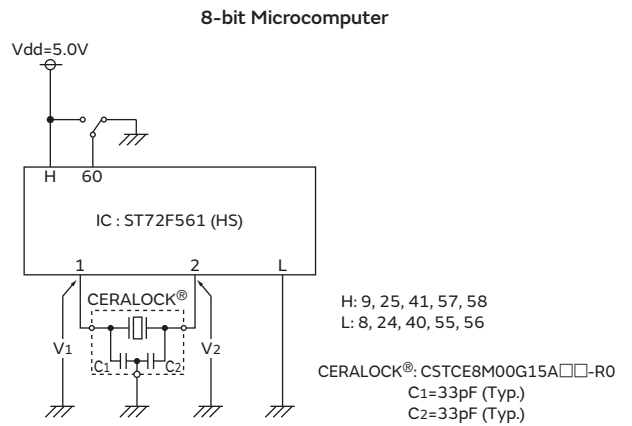 8-bit Microcomputer
Vdd=5.0V
H
60
IC : ST72F561 (HS)
1
2
L
CERALOCK®
V1
C1
C2
V2
H: 9, 25, 41, 57, 58
L: 8, 24, 40, 55, 56
CERALOCK®: CSTCE8M00G15A□□-R0
C1=33pF (Typ.)
C2=33pF (Typ.)